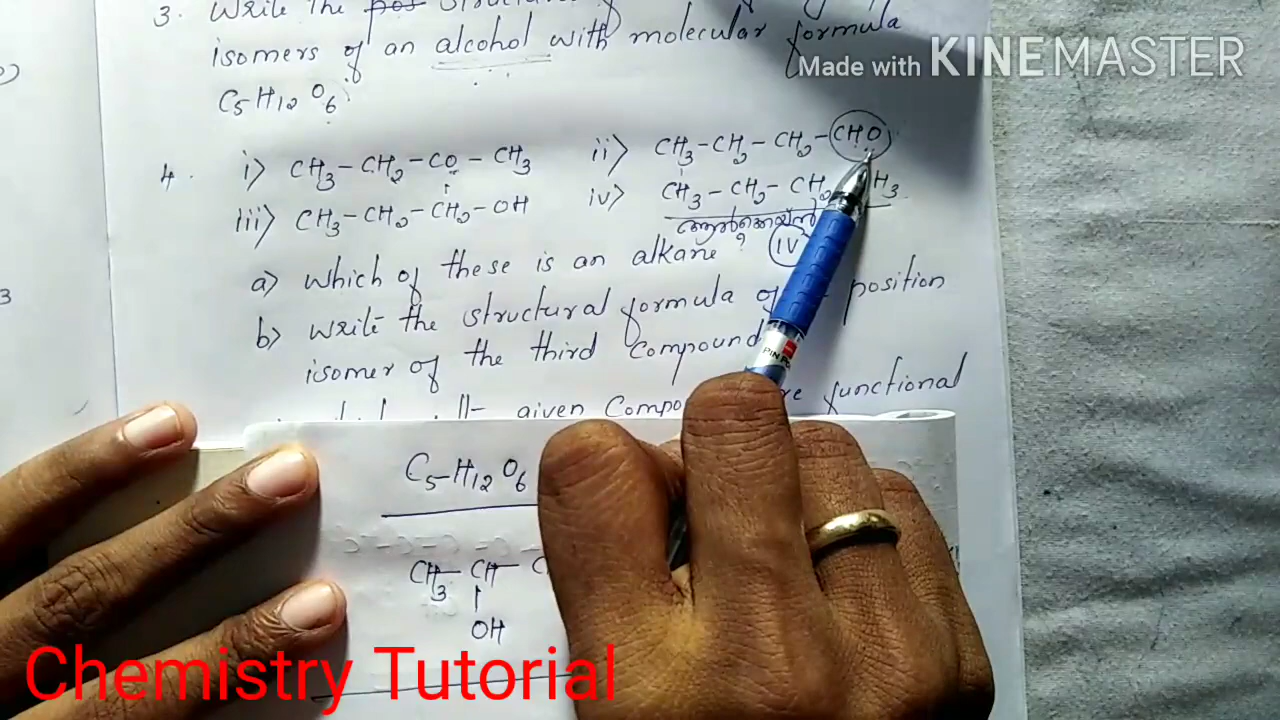 3. Write the
isomers of an alcohol with molecular formula
Made with KINEMASTER
C5H12O6
4. i) CH3-CH2-CO-CH3 ii) CH3-CH2-CH2-CHO
iii) CH3-CH2-CH2-OH iv) CH3-CH2-CH2 H3
a) Which of these is an alkane? IV
b) Write the structural formula of position
isomer of the third Compound
given functional
C5H12O6
CH3-CH-
OH
PIN
Chemistry Tutorial